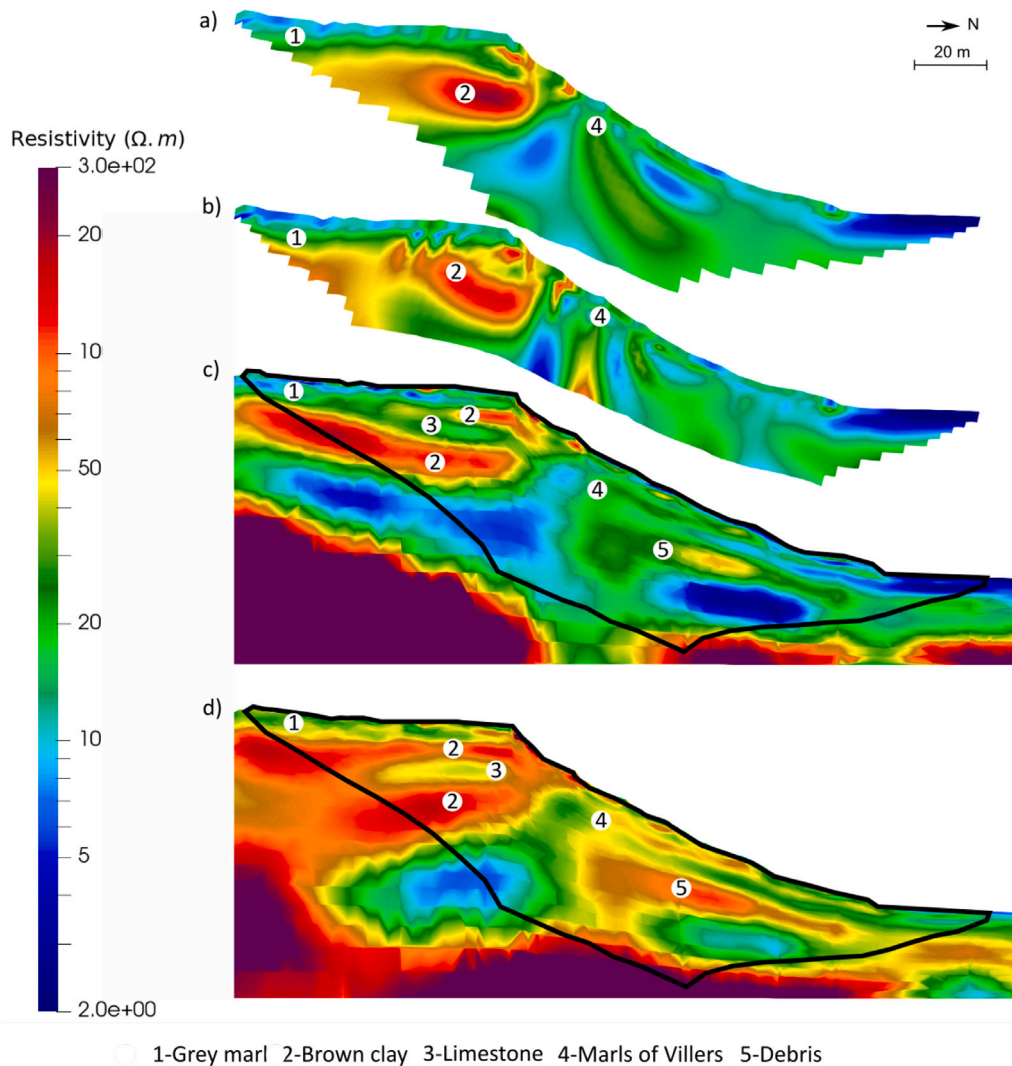 a)
1
2
4
N
20 m
Resistivity (Ω. m)
3.0e+02
20
10
50
20
10
5
2.0e+00
b)
1
2
4
c)
1
2
3
2
4
5
d)
1
2
3
2
4
5
1-Grey marl 2-Brown clay 3-Limestone 4-Marls of Villers 5-Debris